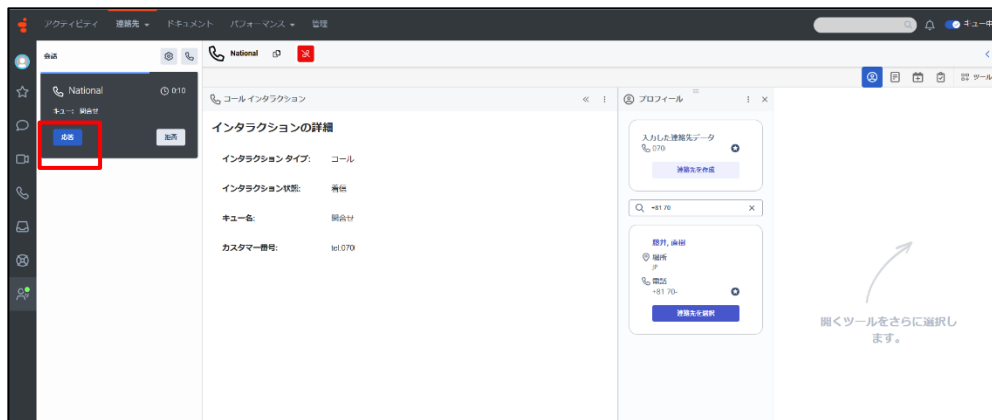 アクティビティ 連絡先 ドキュメント パフォーマンス 管理
キュー中
会話
National
0:10
キュー: 問合せ
応答
拒否
National
ツール
コールインタラクション
インタラクションの詳細
インタラクション タイプ: コール
インタラクション状態: 着信
キュー名: 問合せ
カスタマー番号: tel:070
プロフィール
入力した連絡先データ
070
連絡先を作成
+81 70
藤井, 直樹
場所
電話
+81 70-
連絡先を選択
開くツールをさらに選択し
ます。